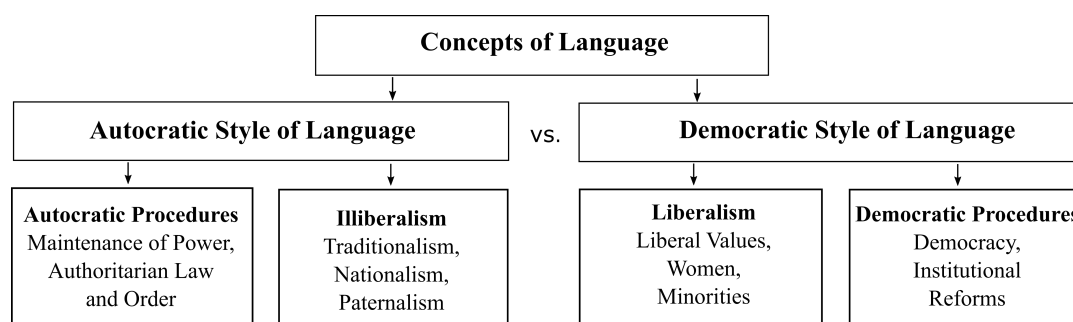 Concepts of Language
Autocratic Style of Language
vs.
Democratic Style of Language
Autocratic Procedures
Maintenance of Power,
Authoritarian Law
and Order
Illiberalism
Traditionalism,
Nationalism,
Paternalism
Liberalism
Liberal Values,
Women,
Minorities
Democratic Procedures
Democracy,
Institutional
Reforms